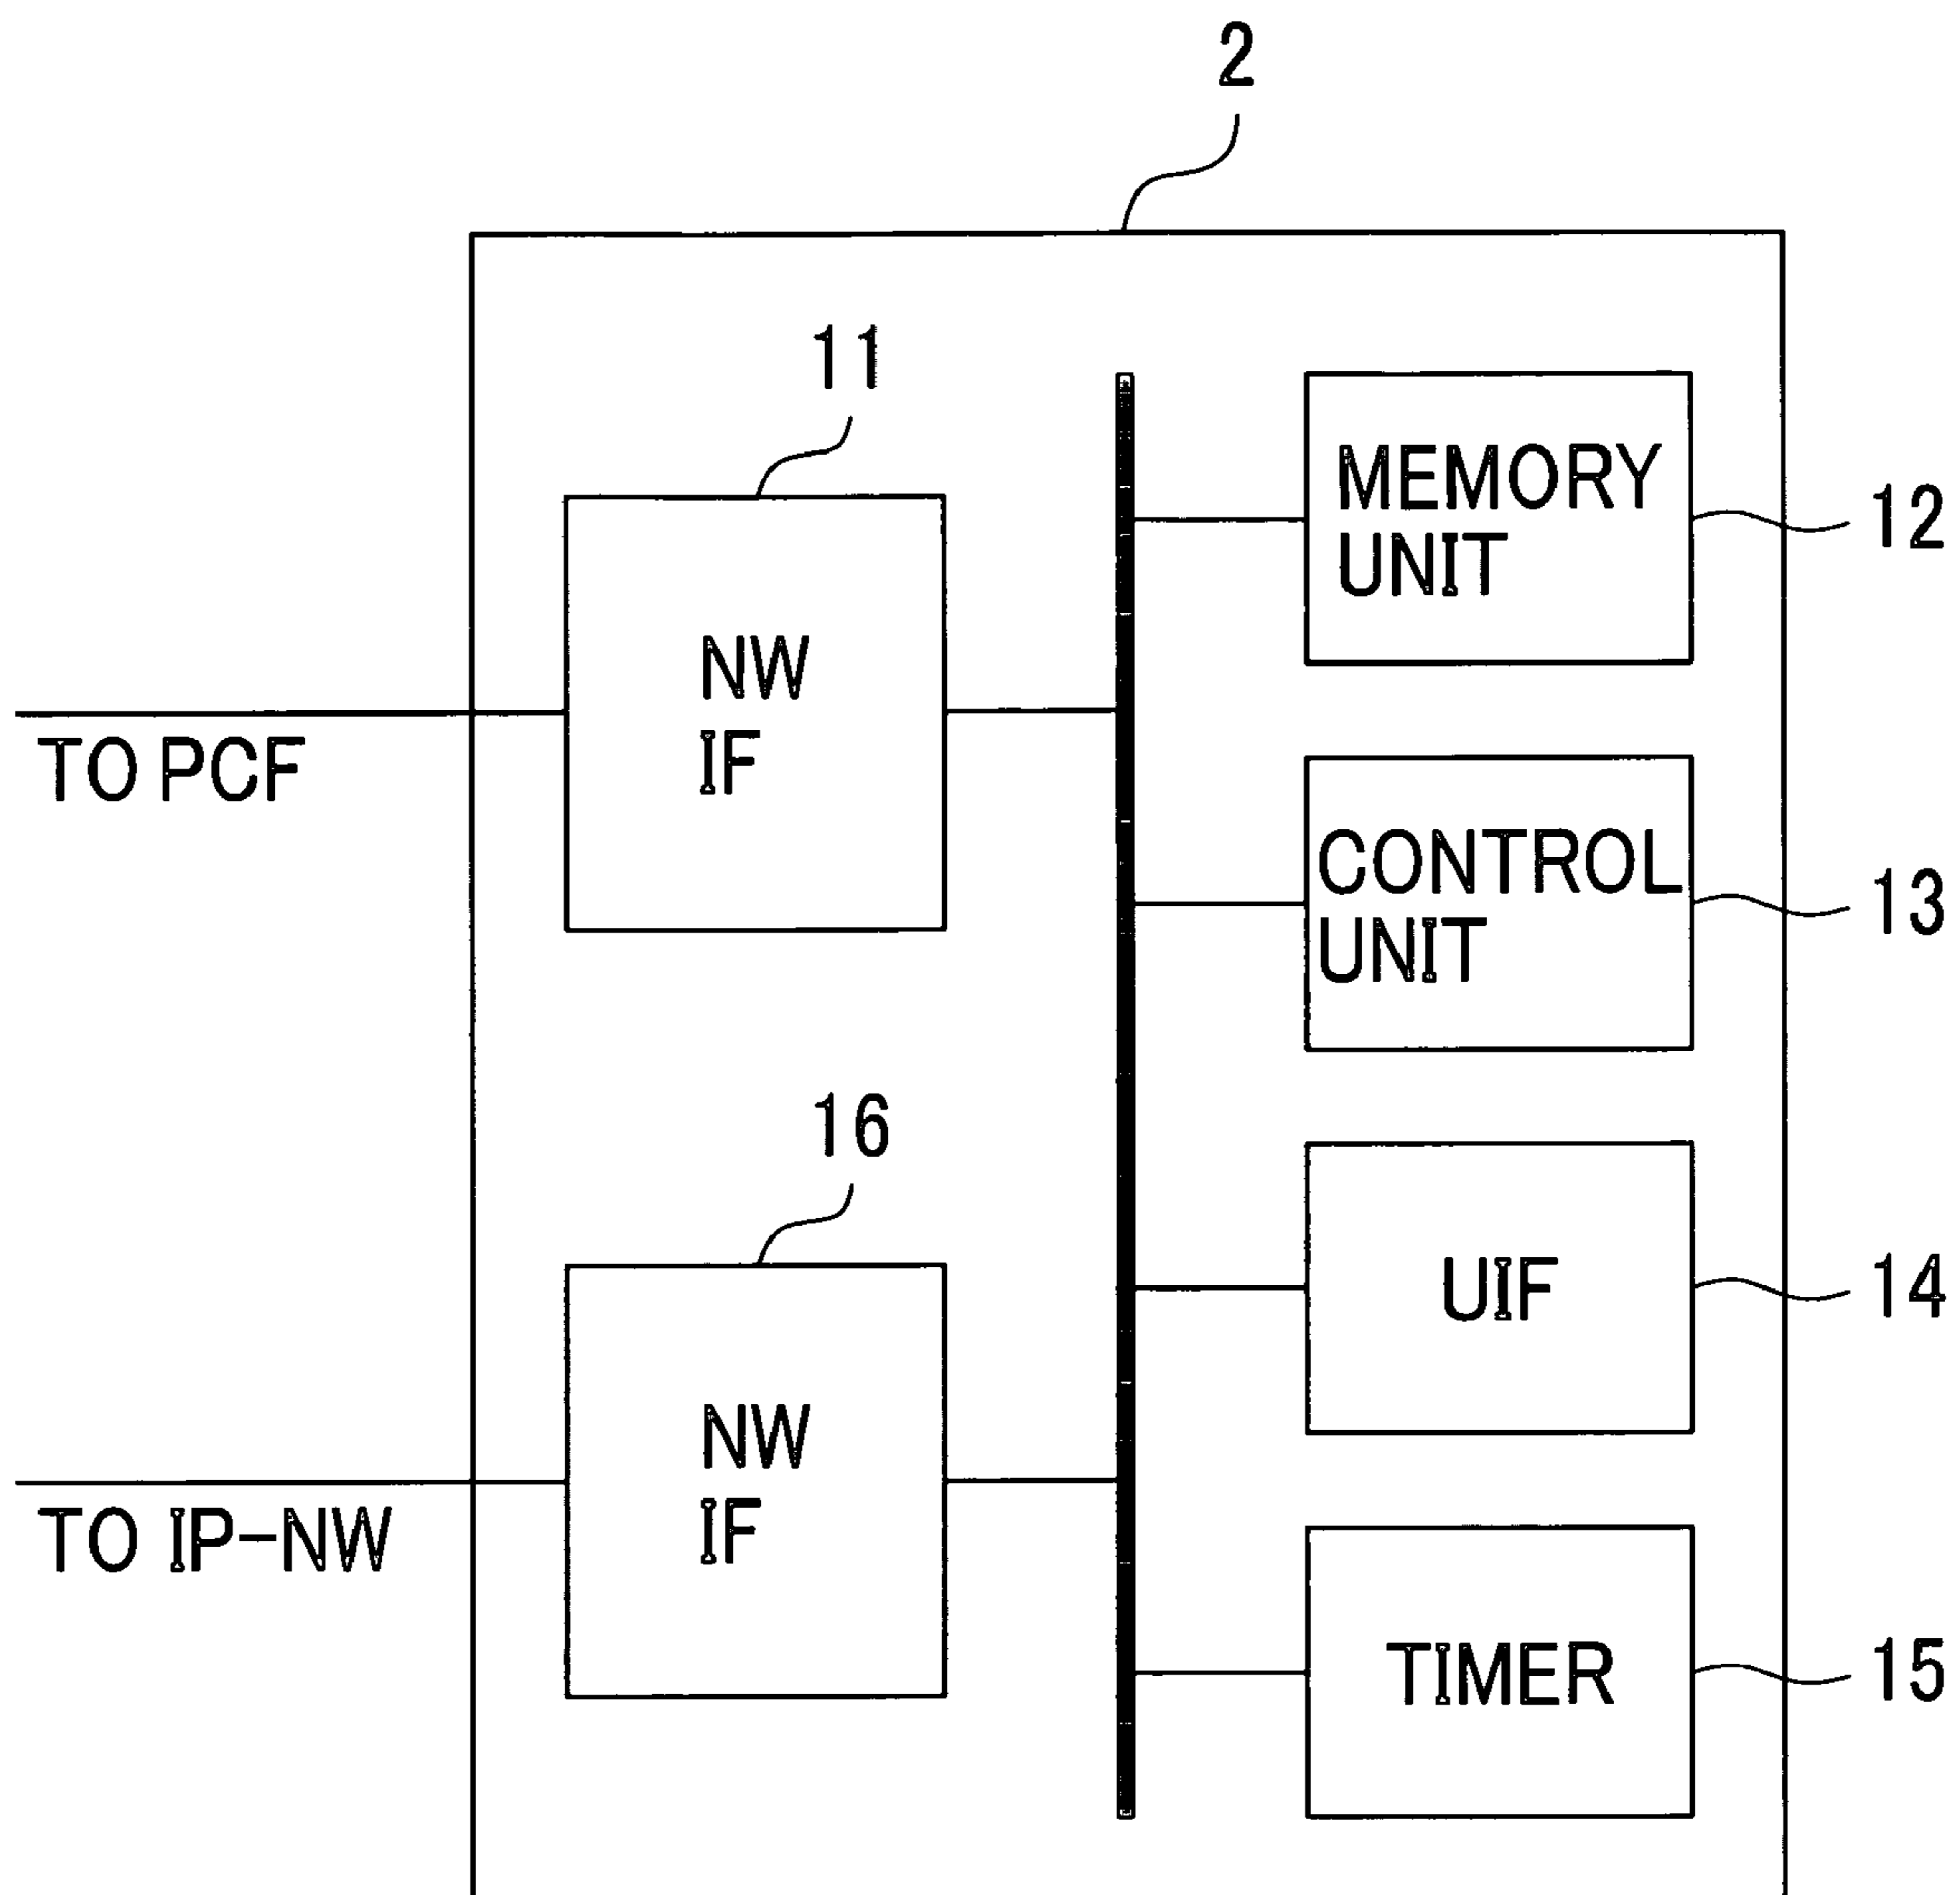 2
11
MEMORY
UNIT
12
NW
IF
TO PCF
CONTROL
UNIT
13
16
UIF
14
NW
IF
TO IP-NW
TIMER
15